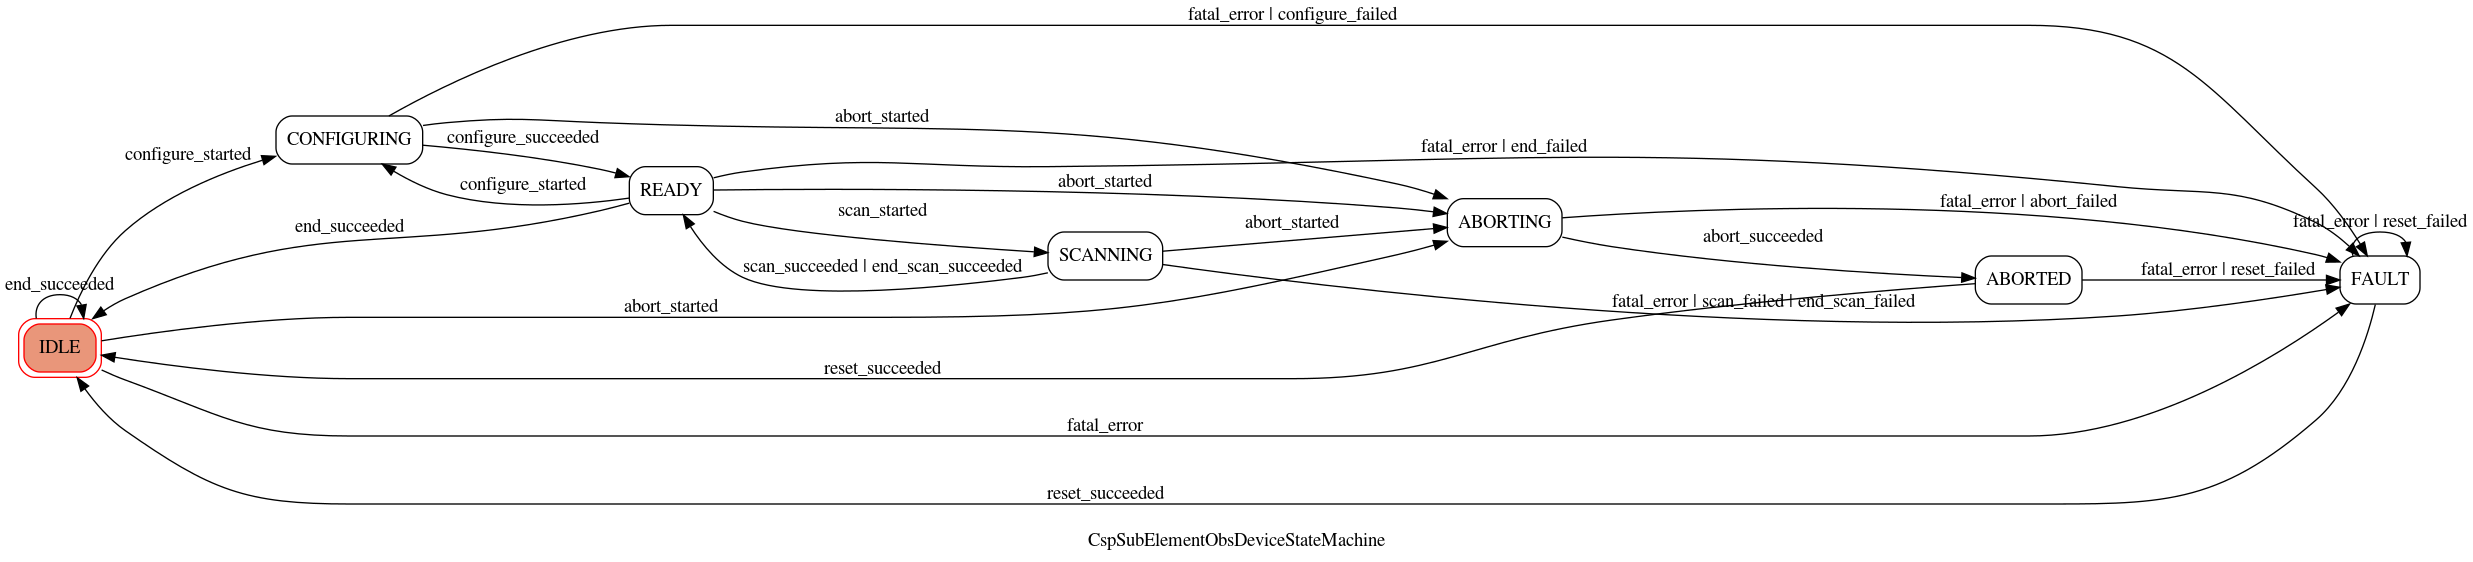 fatal_error | configure_failed
abort_started
CONFIGURING
configure_succeeded
configure_started
fatal_error | end_failed
configure_started
READY
abort_started
scan_started
end_succeeded
fatal_error | abort_failed
ABORTING
abort_started
fatal_error | reset_failed
abort_succeeded
SCANNING
scan_succeeded | end_scan_succeeded
fatal_error | reset_failed
ABORTED
FAULT
end_succeeded
abort_started
fatal_error | scan_failed | end_scan_failed
IDLE
reset_succeeded
fatal_error
reset_succeeded
CspSubElementObsDeviceStateMachine